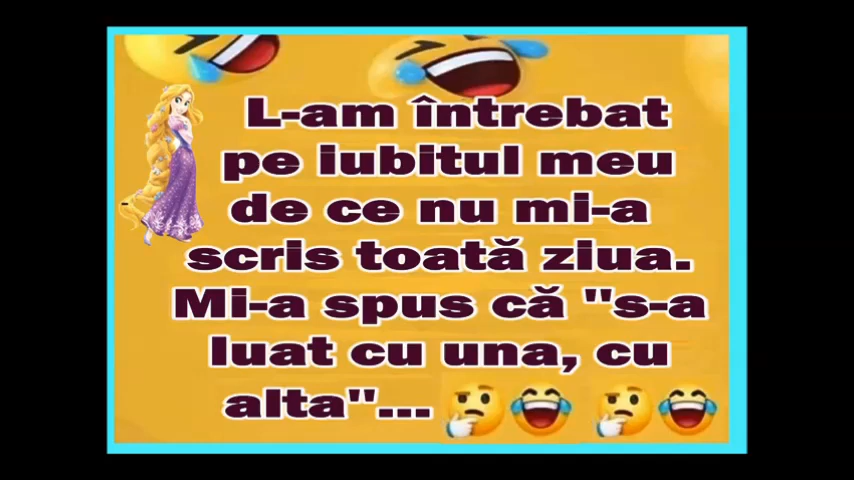 L-am întrebat
pe iubitul meu
de ce nu mi-a
scris toată ziua.
Mi-a spus că "s-a
luat cu una, cu
alta"...